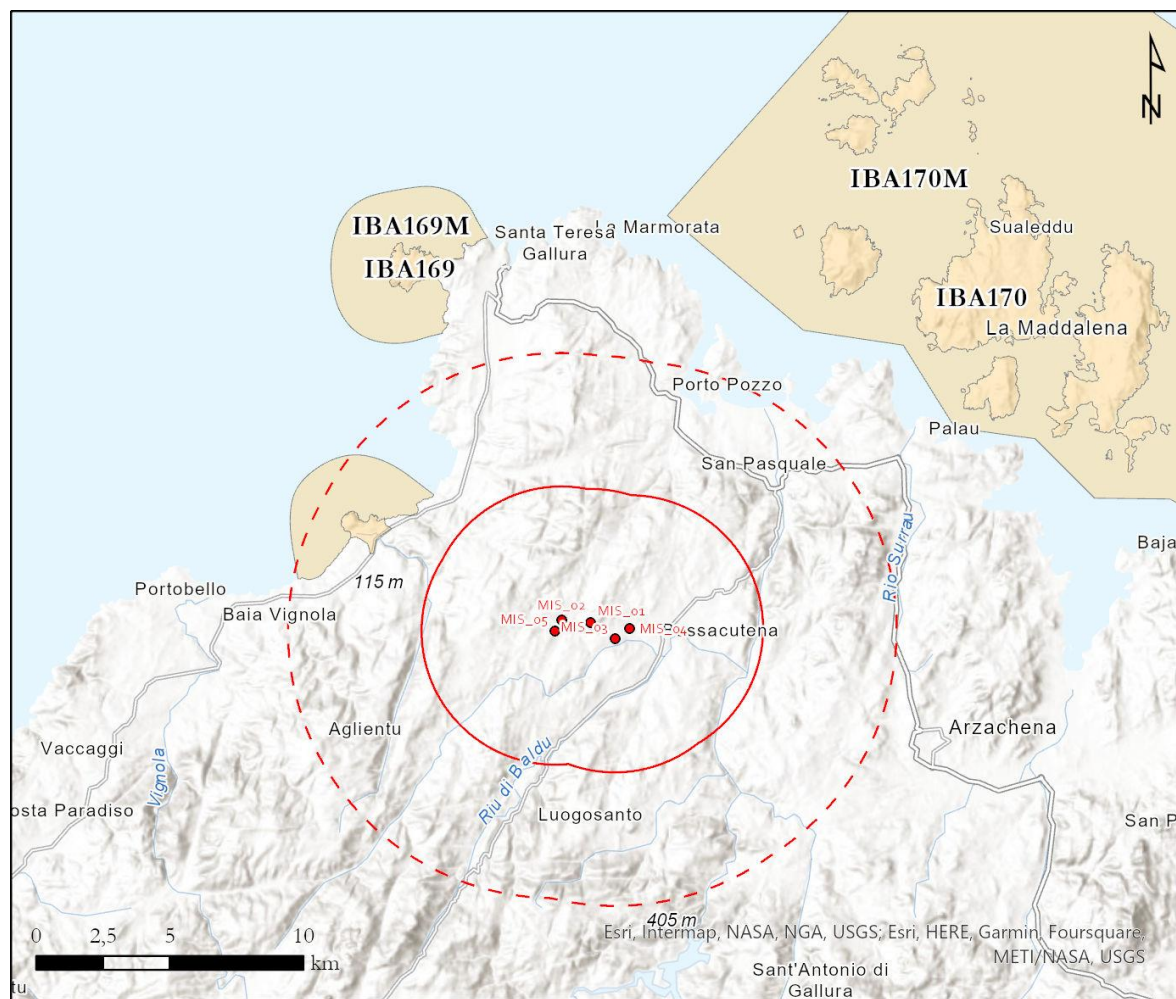 N
IBA170M
IBA169M
Santa Teresa
Gallura
La Marmorata
Sualeddu
IBA169
IBA170
La Maddalena
Porto Pozzo
Palau
San Pasquale
Rio Surrau
Baja
Portobello
115 m
Baia Vignola
MIS_02
MIS_01
MIS_05
MIS_03
MIS_04
Bassacutena
Aglientu
Arzachena
Vaccaggi
Vignola
Riu di Baldu
osta Paradiso
Luogosanto
San P
405 m
0 2,5 5 10
km
Esri, Intermap, NASA, NGA, USGS; Esri, HERE, Garmin, Foursquare,
METI/NASA, USGS
Sant'Antonio di
Gallura
tu